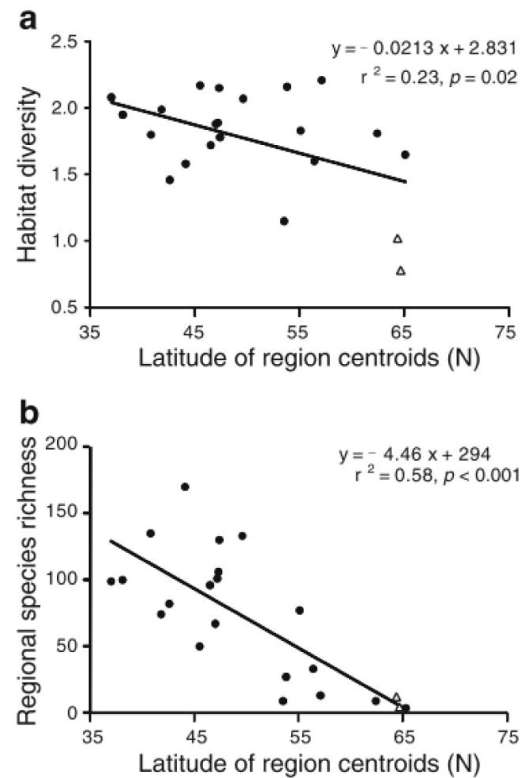 a
y = - 0.0213 x + 2.831
r 2 = 0.23, p = 0.02
2.5
2.0
1.5
1.0
0.5
Habitat diversity
35
45
55
65
75
Latitude of region centroids (N)
b
y = - 4.46 x + 294
r 2 = 0.58, p < 0.001
200
150
100
50
0
Regional species richness
35
45
55
65
75
Latitude of region centroids (N)